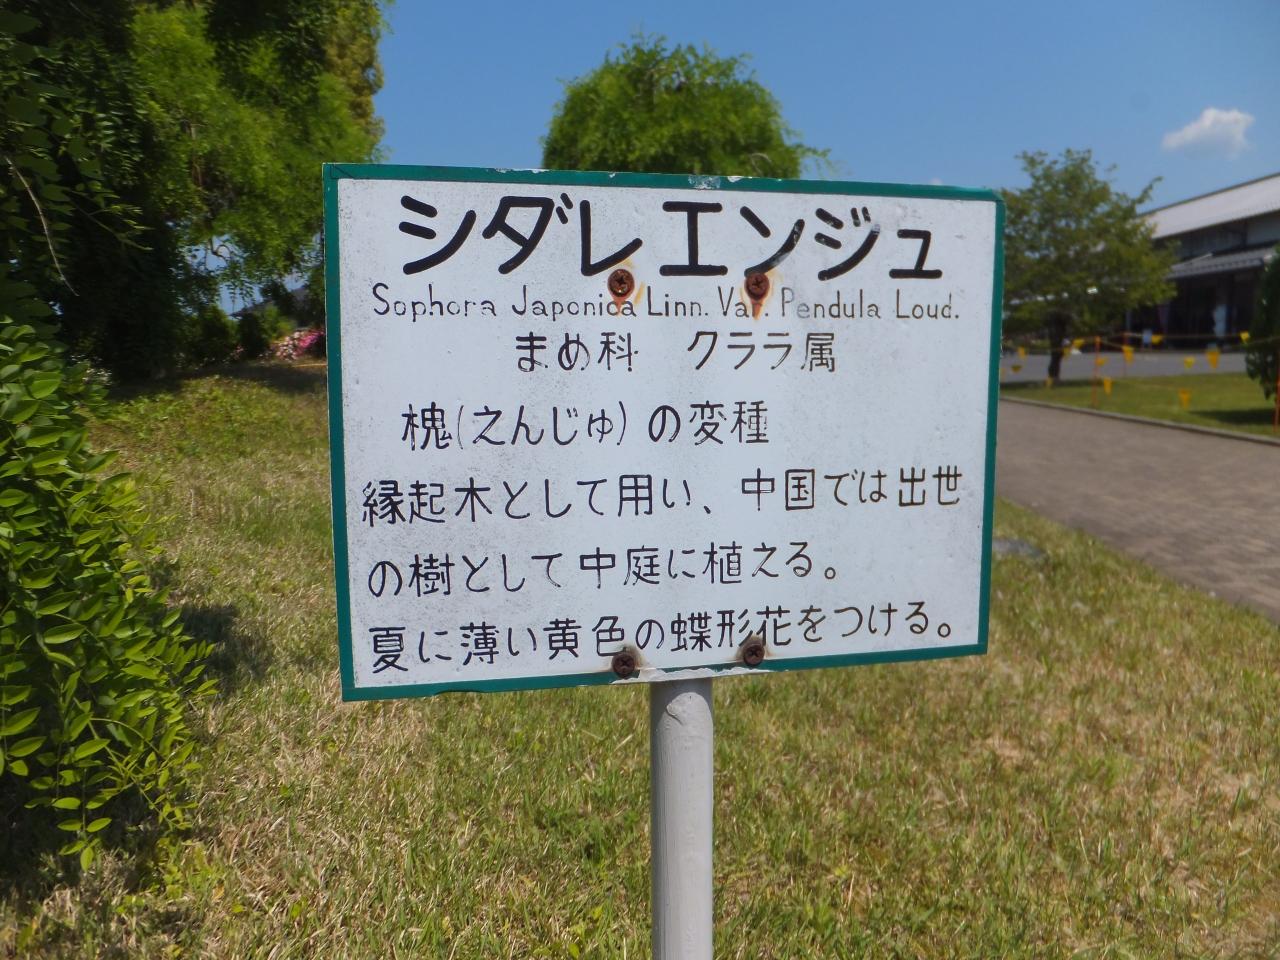 シダレエンジュ
Sophora Japonica Linn. Var. Pendula Loud.
まめ科　クララ属
槐(えんじゅ)の変種
縁起木として用い、中国では出世
の樹として中庭に植える。
夏に薄い黄色の蝶形花をつける。